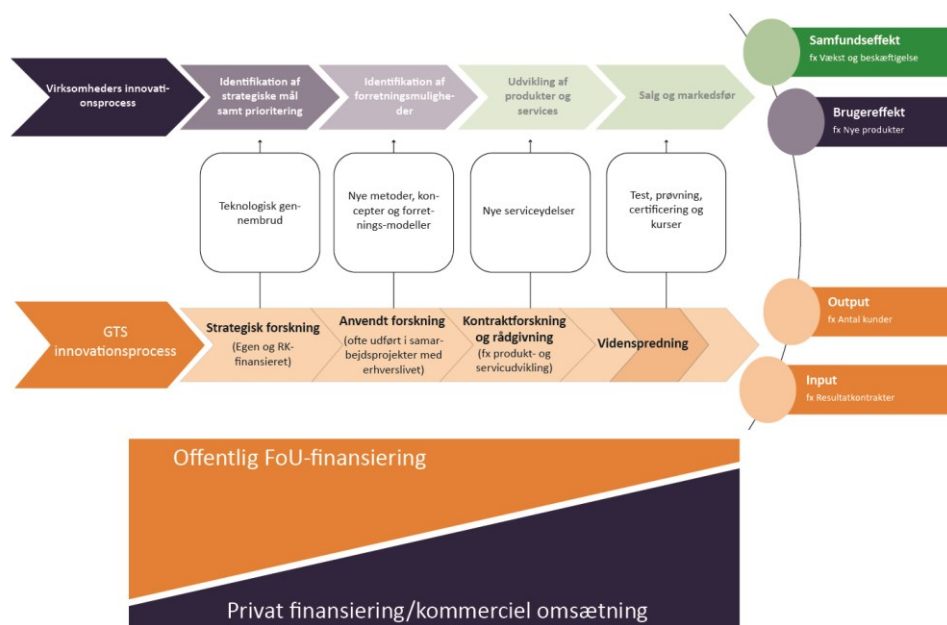 Samfundseffekt
fx Vækst og beskæftigelse
Virksomheders innovati-
onsprocess
Identifikation af
strategiske mål
samt prioritering
Identifikation af
forretningsmulighe-
der
Udvikling af
produkter og
services
Salg og markedsfør
Brugereffekt
fx Nye produkter
Teknologisk gen-
nembrud
Nye metoder, kon-
cepter og forret-
nings-modeller
Nye serviceydelser
Test, prøvning,
certificering og
kurser
GTS
innovationsprocess
Strategisk forskning
(Egen og RK-
finansieret)
Anvendt forskning
(ofte udført i samar-
bejdsprojekter med
erhverslivet)
Kontraktforskning
og rådgivning
(fx produkt- og
servicudvikling)
Videnspredning
Output
fx Antal kunder
Input
fx Resultatkontrakter
Offentlig FoU-finansiering
Privat finansiering/kommerciel omsætning